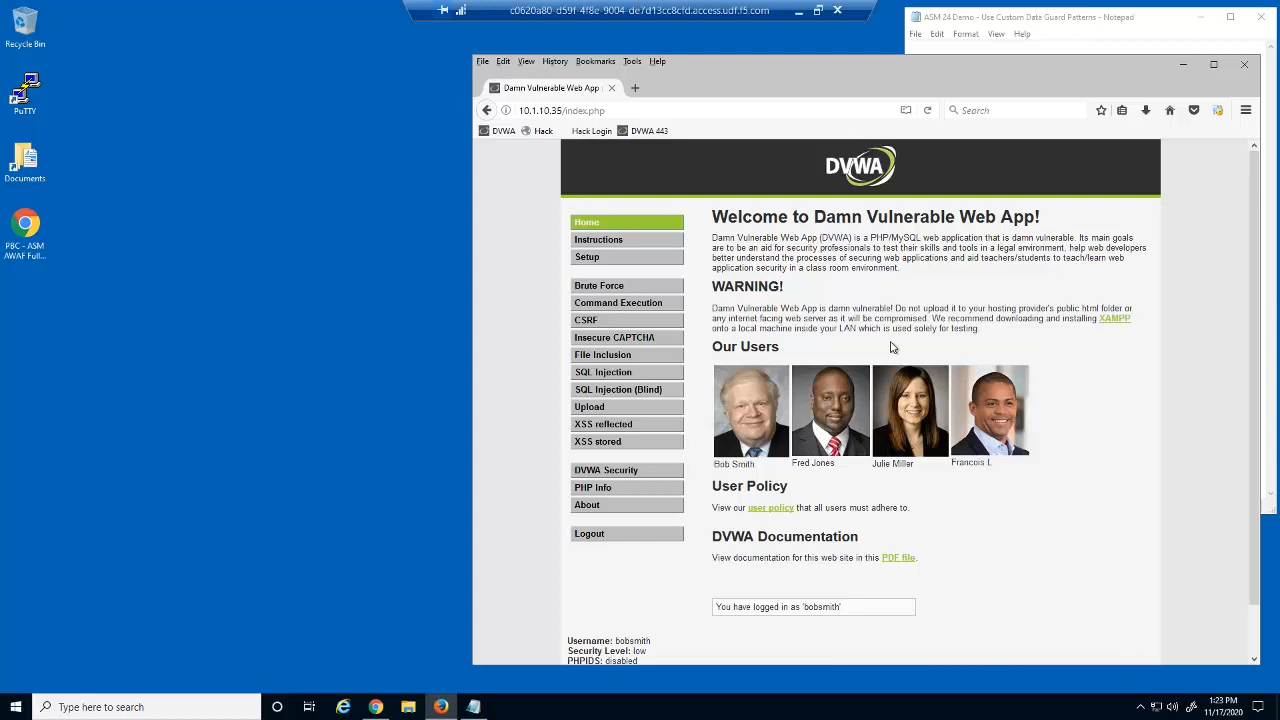 c0620a80-d59f-4f8e-9004-de7d13cc8cfd.access.udf.f5.com
Recycle Bin
PuTTY
Documents
PBC - ASM
AWAF Full...
ASM 24 Demo - Use Custom Data Guard Patterns - Notepad
File Edit Format View Help
File Edit View History Bookmarks Tools Help
Damn Vulnerable Web App
10.1.10.35/index.php
Search
DVWA Hack Hack Login DVWA 443
DVWA
Home
Instructions
Setup
Brute Force
Command Execution
CSRF
Insecure CAPTCHA
File Inclusion
SQL Injection
SQL Injection (Blind)
Upload
XSS reflected
XSS stored
DVWA Security
PHP Info
About
Logout
Welcome to Damn Vulnerable Web App!
Damn Vulnerable Web App (DVWA) is a PHP/MySQL web application that is damn vulnerable. Its main goals
are to be an aid for security professionals to test their skills and tools in a legal environment, help web developers
better understand the processes of securing web applications and aid teachers/students to teach/learn web
application security in a class room environment.
WARNING!
Damn Vulnerable Web App is damn vulnerable! Do not upload it to your hosting provider's public html folder or
any internet facing web server as it will be compromised. We recommend downloading and installing XAMPP
onto a local machine inside your LAN which is used solely for testing.
Our Users
Bob Smith Fred Jones Julie Miller Francois L
User Policy
View our user policy that all users must adhere to.
DVWA Documentation
View documentation for this web site in this PDF file.
You have logged in as 'bobsmith'
Username: bobsmith
Security Level: low
PHPIDS: disabled
Type here to search
1:23 PM
11/17/2020